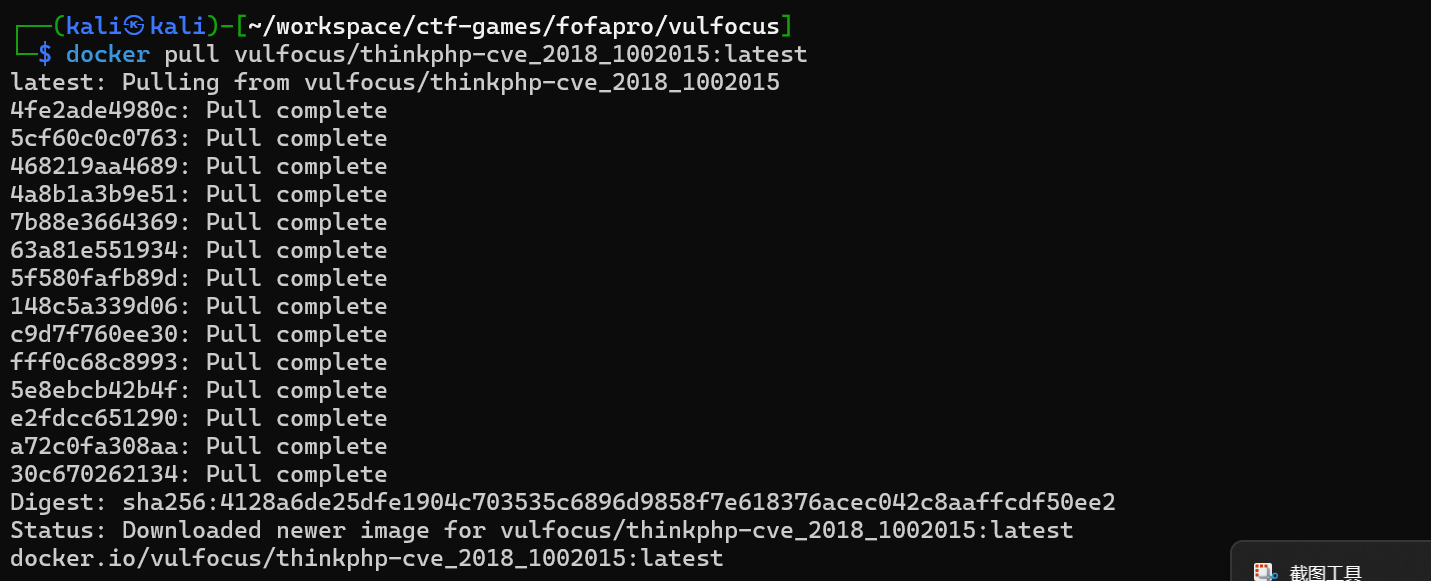 ┌──(kali㉿kali)-[~/workspace/ctf-games/fofapro/vulfocus]
└─$ docker pull vulfocus/thinkphp-cve_2018_1002015:latest
latest: Pulling from vulfocus/thinkphp-cve_2018_1002015
4fe2ade4980c: Pull complete
5cf60c0c0763: Pull complete
468219aa4689: Pull complete
4a8b1a3b9e51: Pull complete
7b88e3664369: Pull complete
63a81e551934: Pull complete
5f580fafb89d: Pull complete
148c5a339d06: Pull complete
c9d7f760ee30: Pull complete
fff0c68c8993: Pull complete
5e8ebcb42b4f: Pull complete
e2fdcc651290: Pull complete
a72c0fa308aa: Pull complete
30c670262134: Pull complete
Digest: sha256:4128a6de25dfe1904c703535c6896d9858f7e618376acec042c8aaffcdf50ee2
Status: Downloaded newer image for vulfocus/thinkphp-cve_2018_1002015:latest
docker.io/vulfocus/thinkphp-cve_2018_1002015:latest
截图工具